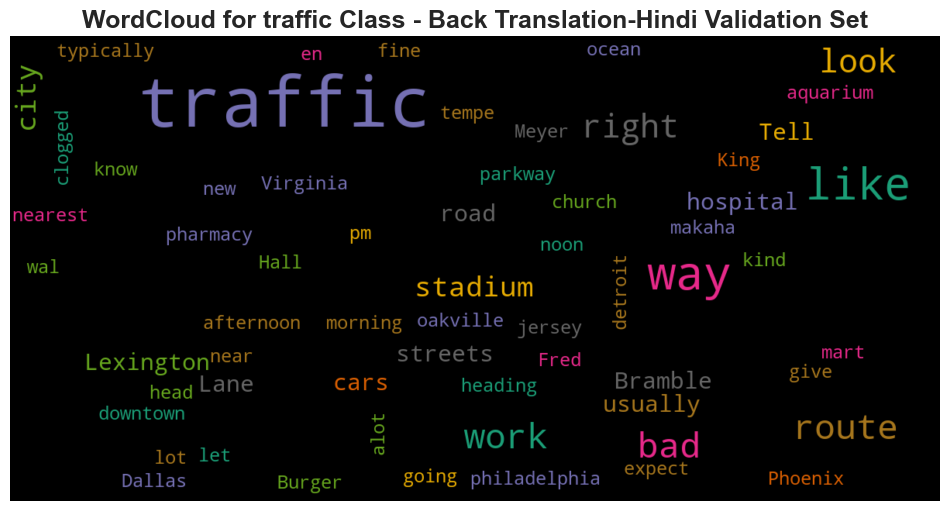 WordCloud for traffic Class - Back Translation-Hindi Validation Set
typically
en
fine
ocean
look
city
traffic
aquarium
clogged
tempe
Meyer
right
Tell
know
new
Virginia
parkway
King
like
nearest
church
hospital
pharmacy
pm
road
makaha
noon
wal
Hall
stadium
detroit
way
kind
afternoon
morning
oakville
jersey
Lexington
near
streets
Fred
mart
head
Lane
cars
heading
Bramble
give
downtown
alot
usually
work
bad
route
lot
let
Dallas
Burger
going
philadelphia
expect
Phoenix